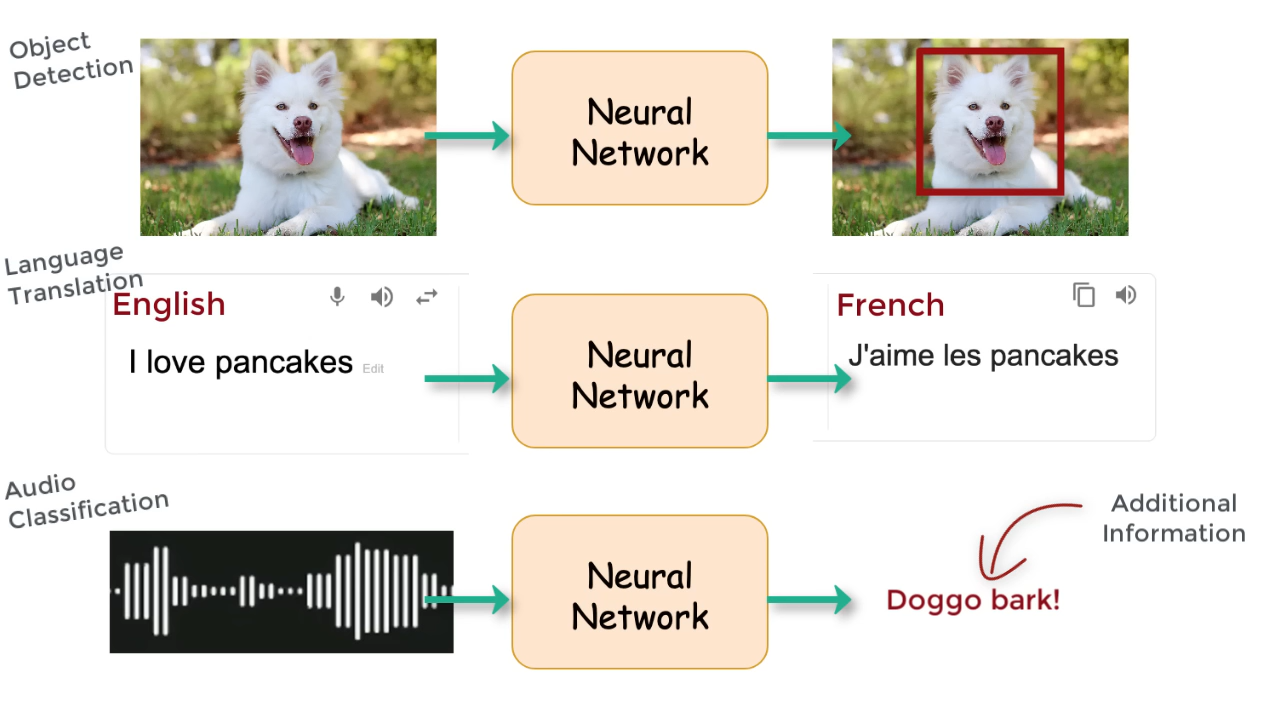 Object
Detection
Neural
Network
Language
Translation
English
I love pancakes Edit
Neural
Network
French
J'aime les pancakes
Audio
Classification
Neural
Network
Additional
Information
Doggo bark!